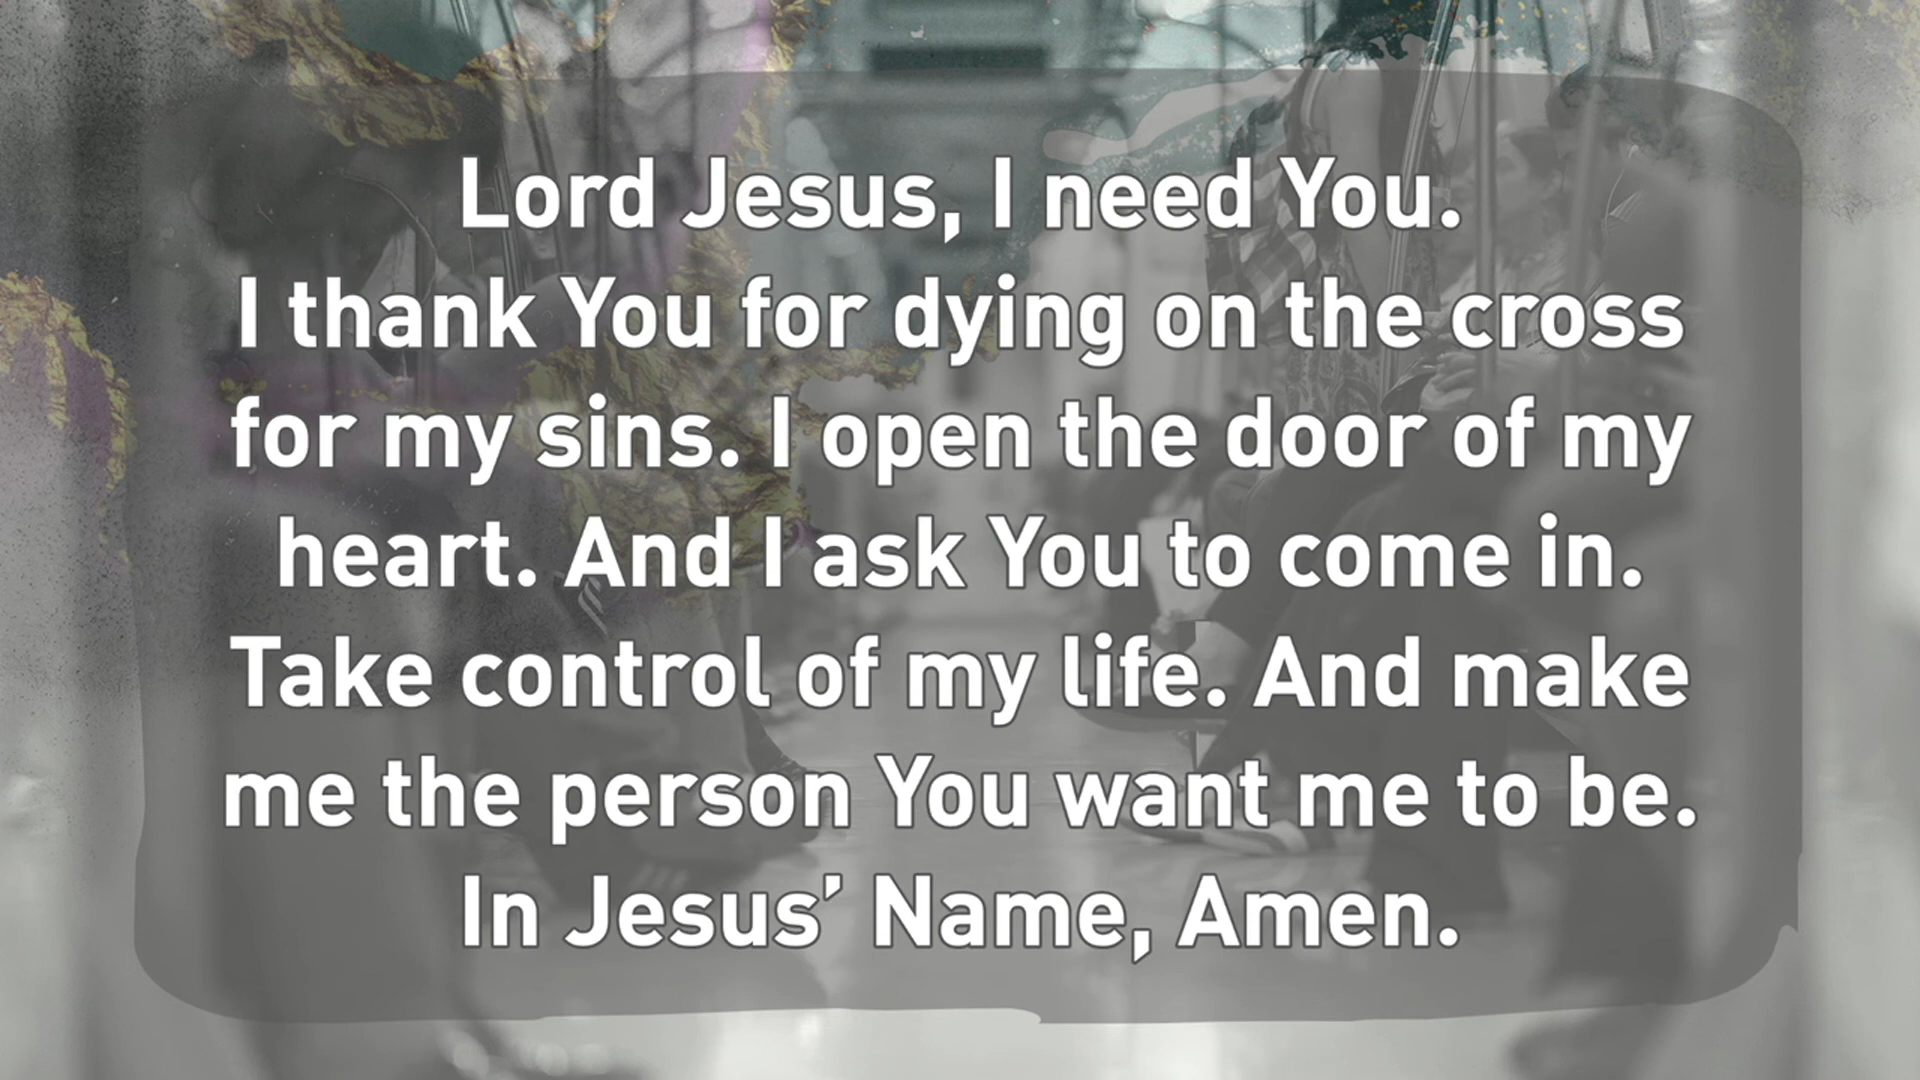 Lord Jesus, I need You.
I thank You for dying on the cross
for my sins. I open the door of my
heart. And I ask You to come in.
Take control of my life. And make
me the person You want me to be.
In Jesus’ Name, Amen.